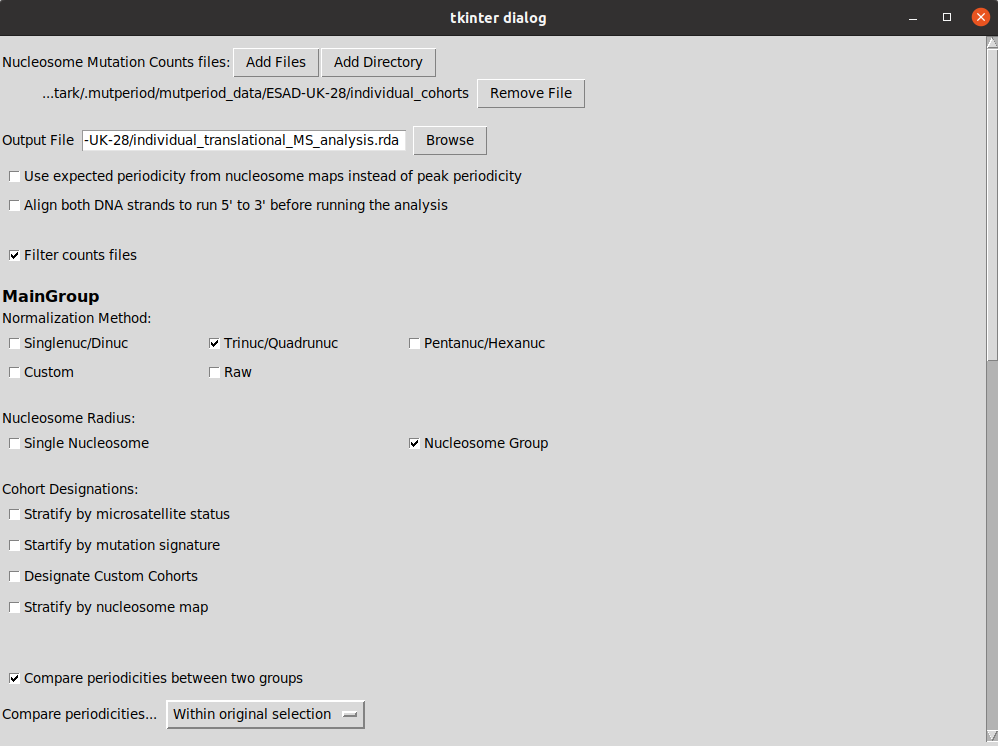 tkinter dialog
Nucleosome Mutation Counts files: Add Files Add Directory
...tark/.mutperiod/mutperiod_data/ESAD-UK-28/individual_cohorts Remove File
Output File -UK-28/individual_translational_MS_analysis.rda Browse
Use expected periodicity from nucleosome maps instead of peak periodicity
Align both DNA strands to run 5' to 3' before running the analysis
Filter counts files
MainGroup
Normalization Method:
Singlenuc/Dinuc Trinuc/Quadrunuc Pentanuc/Hexanuc
Custom Raw
Nucleosome Radius:
Single Nucleosome Nucleosome Group
Cohort Designations:
Stratify by microsatellite status
Startify by mutation signature
Designate Custom Cohorts
Stratify by nucleosome map
Compare periodicities between two groups
Compare periodicities... Within original selection